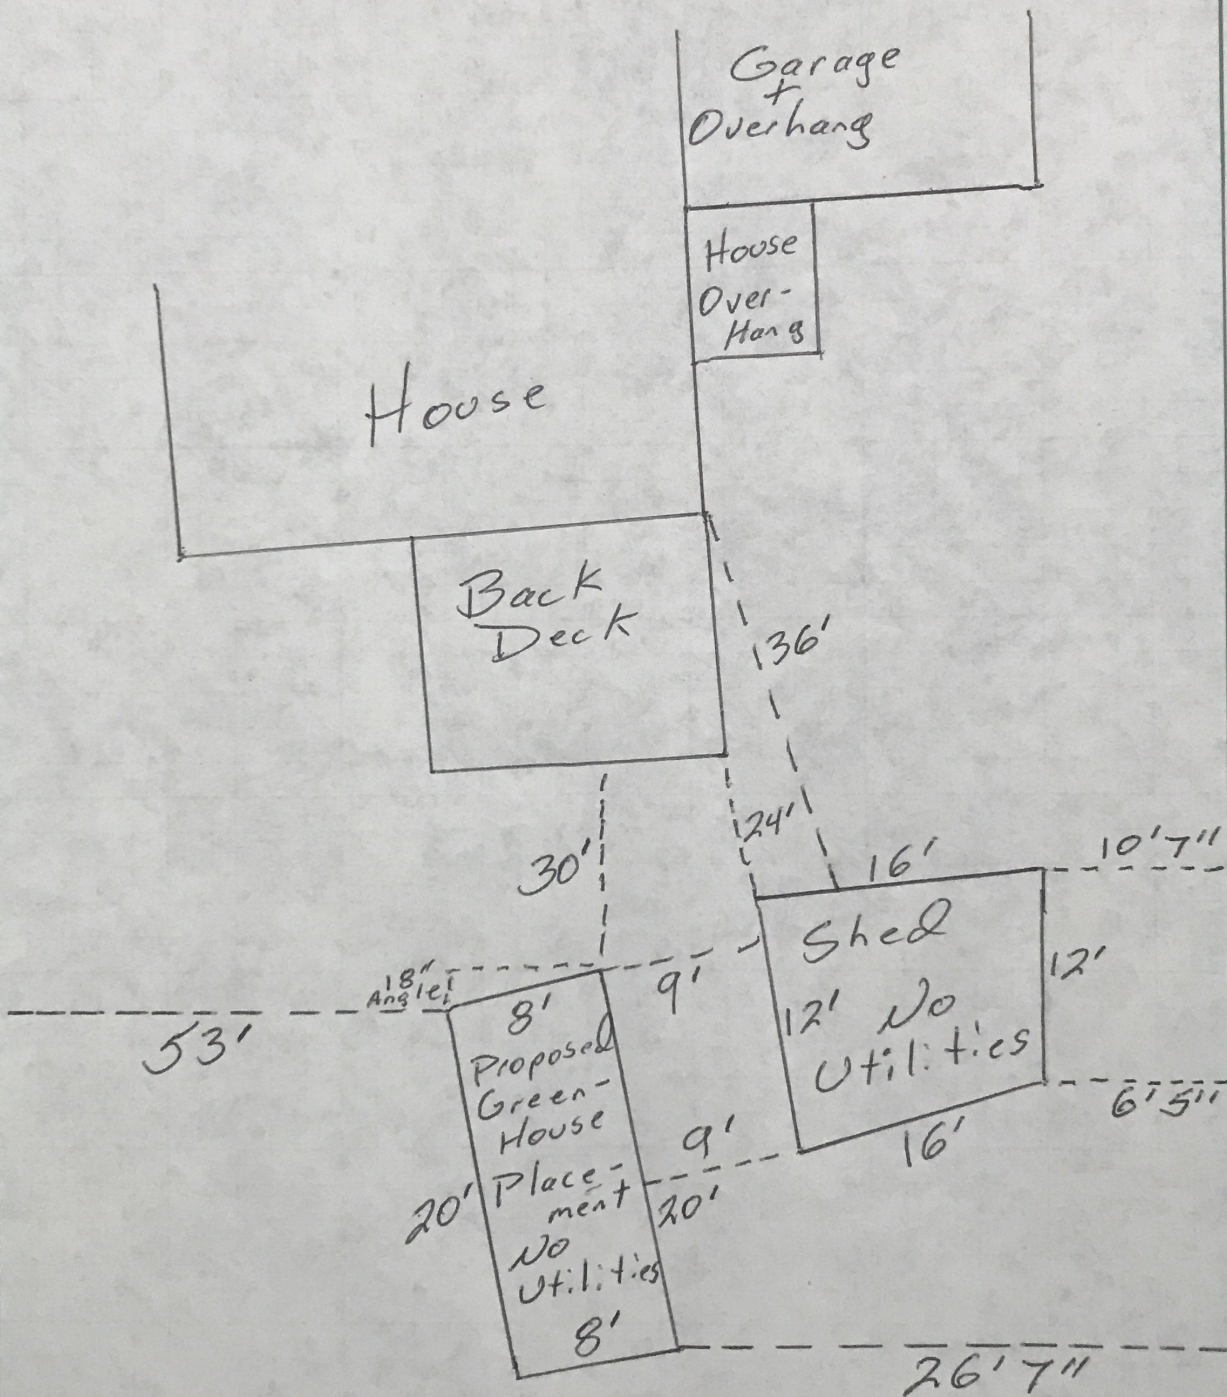 Garage
+
Overhang
House
Over-
Hang
House
Back
Deck
36'
24'
30'
16'
10'7"
18"
Angle
9'
Shed
12'
12'
No
Utilities
53'
8'
Proposed
Green-
House
Place-
ment
No
Utilities
8'
20'
20'
9'
16'
6'5"
26'7"